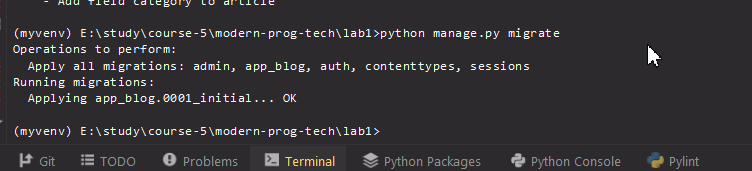 - Add field category to article
(myvenv) E:\study\course-5\modern-prog-tech\lab1>python manage.py migrate
Operations to perform:
  Apply all migrations: admin, app_blog, auth, contenttypes, sessions
Running migrations:
  Applying app_blog.0001_initial... OK
(myvenv) E:\study\course-5\modern-prog-tech\lab1>
Git TODO Problems Terminal Python Packages Python Console Pylint